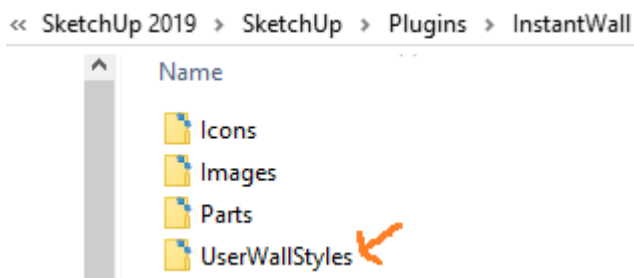 « SketchUp 2019 > SketchUp > Plugins > InstantWall
Name
Icons
Images
Parts
UserWallStyles